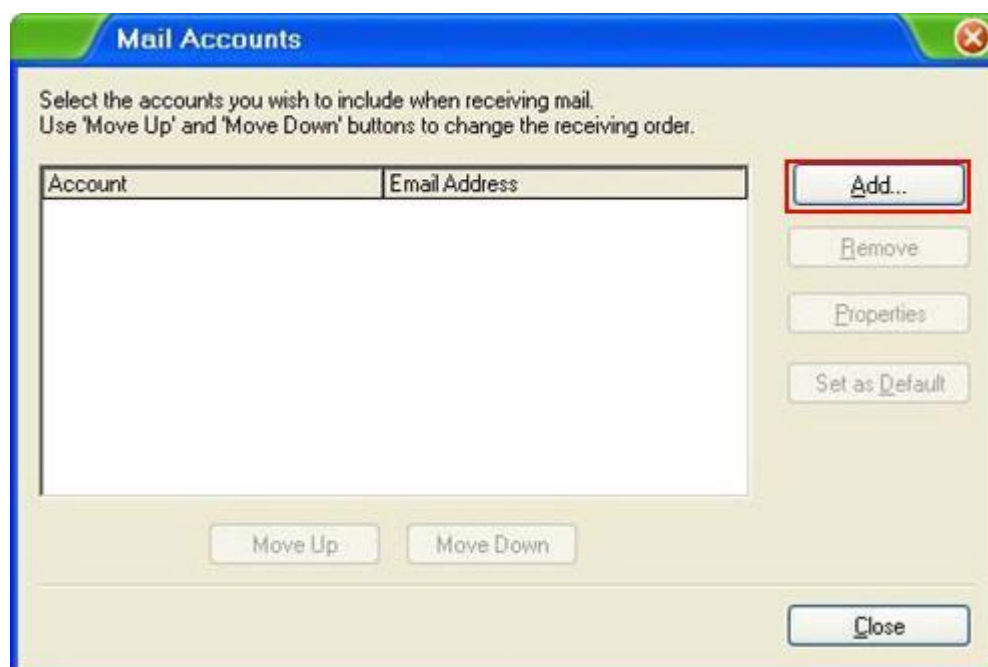 Mail Accounts
Select the accounts you wish to include when receiving mail.
Use 'Move Up' and 'Move Down' buttons to change the receiving order.
Account Email Address
Add...
Remove
Properties
Set as Default
Move Up Move Down
Close